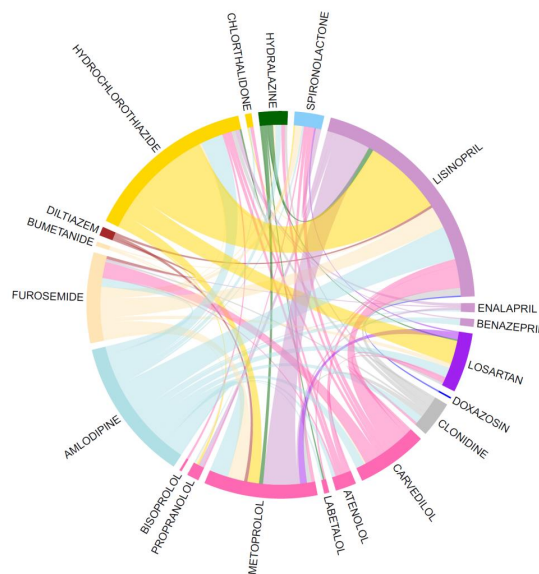 CHLORTHALIDONE
HYDRALAZINE
SPIRONOLACTONE
LISINOPRIL
ENALAPRIL
BENAZEPRIL
LOSARTAN
DOXAZOSIN
CLONIDINE
CARVEDILOL
ATENOLOL
LABETALOL
METOPROLOL
PROPRANOLOL
BISOPROLOL
AMLODIPINE
FUROSEMIDE
BUMETANIDE
DILTIAZEM
HYDROCHLOROTHIAZIDE